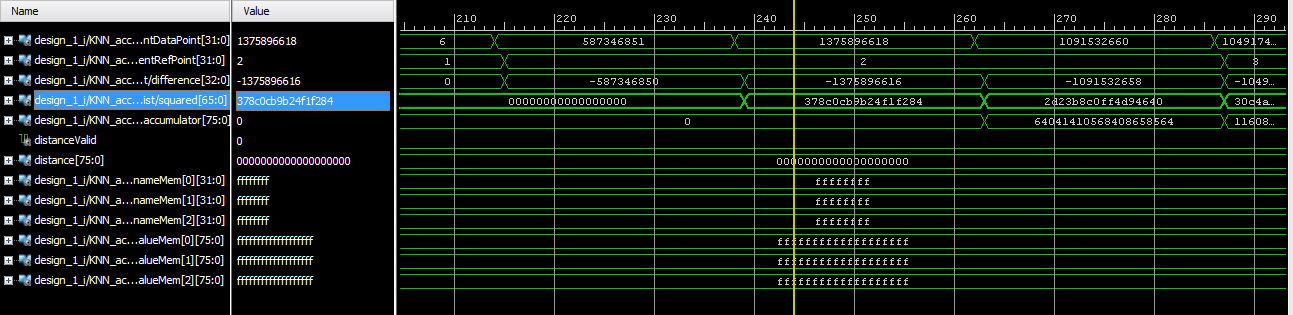 Name Value 210 220 230 240 250 260 270 280 290
design_1_i/KNN_acc...ntDataPoint[31:0] 1375896618 6 587346851 1375896618 1091532660 1049174...
design_1_i/KNN_acc...entRefPoint[31:0] 2 1 2 3
design_1_i/KNN_acc...t/difference[32:0] -1375896616 0 -587346850 -1375896616 -1091532658 -1049...
design_1_i/KNN_acc...ist/squared[65:0] 378c0cb9b24f1f284 00000000000000000 378c0cb9b24f1f284 2d23b8c0ff4d94640 30c4a...
design_1_i/KNN_acc...accumulator[75:0] 0 0 64041410568408658564 11608...
distanceValid 0
distance[75:0] 0000000000000000000 0000000000000000000
design_1_i/KNN_a...nameMem[0][31:0] ffffffff ffffffff
design_1_i/KNN_a...nameMem[1][31:0] ffffffff ffffffff
design_1_i/KNN_a...nameMem[2][31:0] ffffffff ffffffff
design_1_i/KNN_ac...alueMem[0][75:0] fffffffffffffffffff fffffffffffffffffff
design_1_i/KNN_ac...alueMem[1][75:0] fffffffffffffffffff fffffffffffffffffff
design_1_i/KNN_ac...alueMem[2][75:0] fffffffffffffffffff fffffffffffffffffff